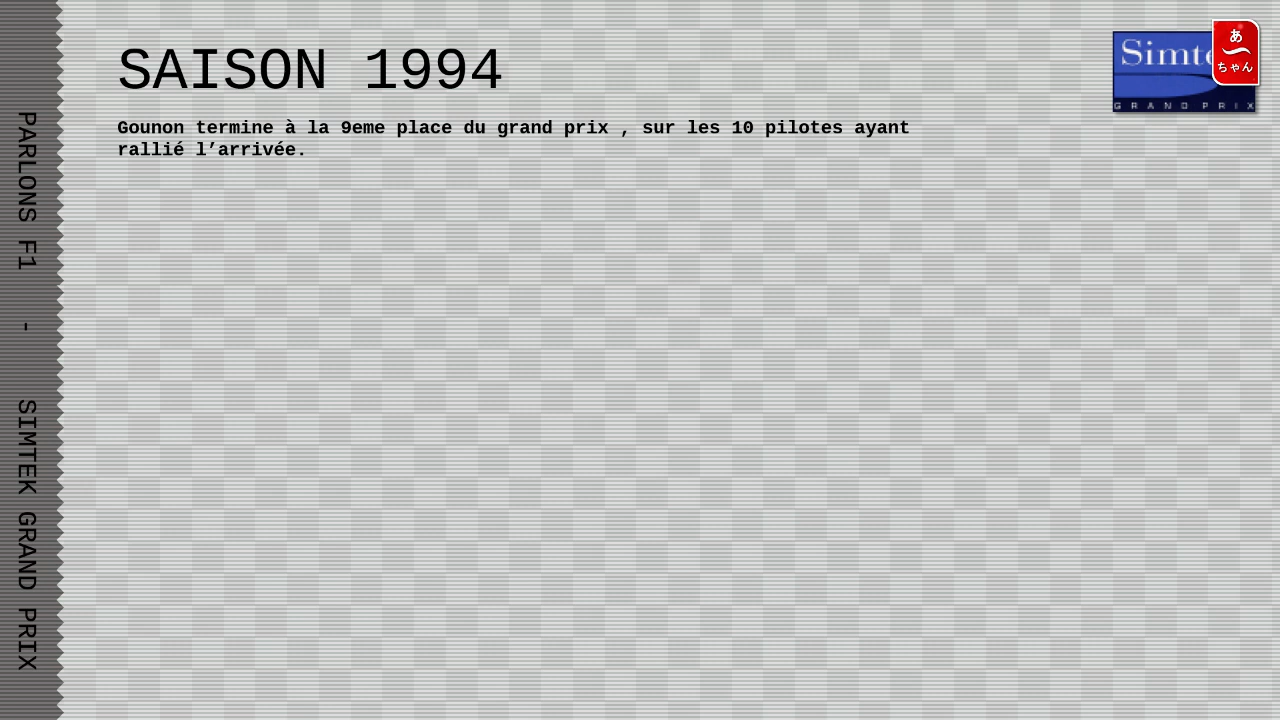 SAISON 1994
Gounon termine à la 9eme place du grand prix , sur les 10 pilotes ayant
rallié l’arrivée.
PARLONS F1 - SIMTEK GRAND PRIX
GRAND PRIX
あー
ちゃん